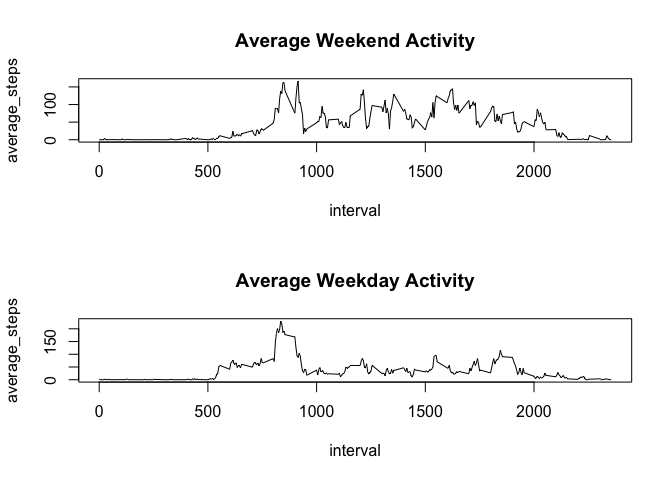 Average Weekend Activity
average_steps
100
0
0 500 1000 1500 2000
interval
Average Weekday Activity
average_steps
150
0
0 500 1000 1500 2000
interval